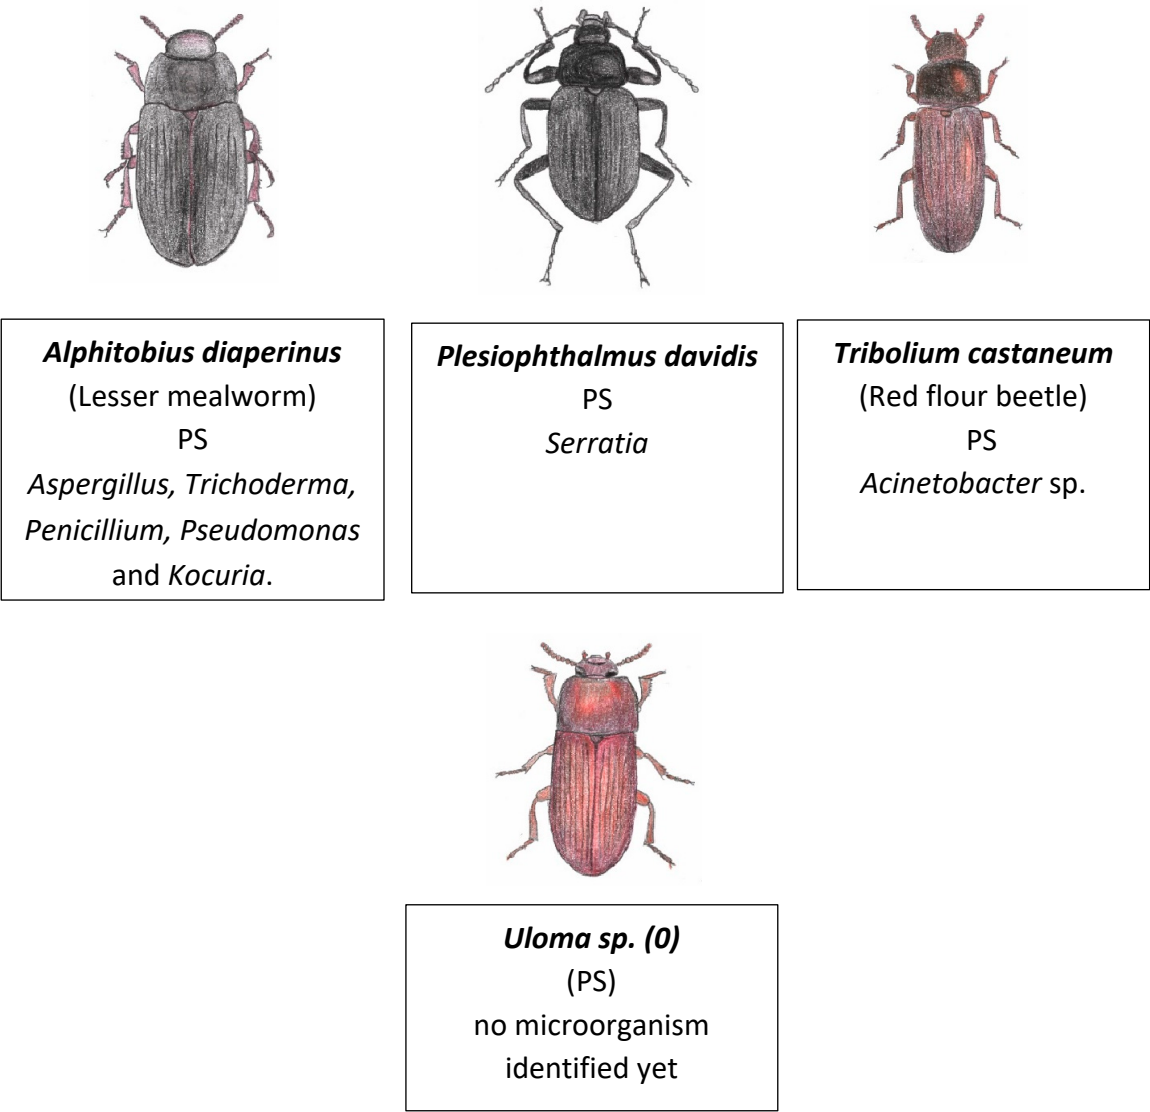 Alphitobius diaperinus
(Lesser mealworm)
PS
Aspergillus, Trichoderma,
Penicillium, Pseudomonas
and Kocuria.
Plesiophthalmus davidis
PS
Serratia
Tribolium castaneum
(Red flour beetle)
PS
Acinetobacter sp.
Uloma sp. (0)
(PS)
no microorganism
identified yet